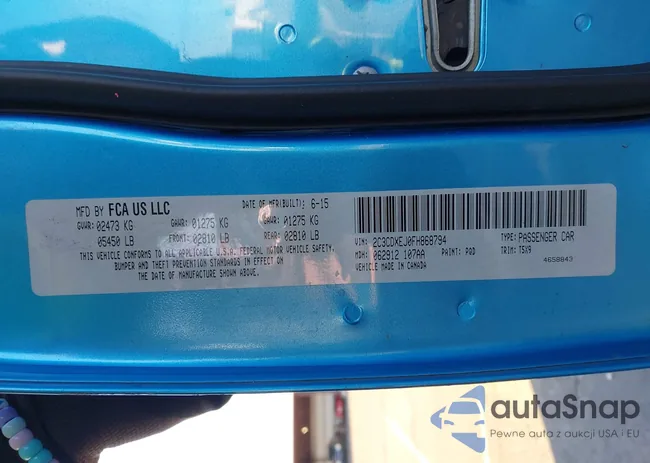 MFD BY FCA US LLC
DATE OF MFR(BUILT): 6-15
GVWR: 02473 KG GAWR: 01275 KG GAWR: 01275 KG
05450 LB FRONT: 02810 LB REAR: 02810 LB
THIS VEHICLE CONFORMS TO ALL APPLICABLE U.S.A. FEDERAL MOTOR VEHICLE SAFETY,
BUMPER AND THEFT PREVENTION STANDARDS IN EFFECT ON
THE DATE OF MANUFACTURE SHOWN ABOVE.
VIN: 2C3CDXEJ0FH868794 TYPE: PASSENGER CAR
MDH: 062912 107AA PAINT: PQD TRIM: TSX9
VEHICLE MADE IN CANADA 4658843
autaSnap
Pewne auta z aukcji USA i EU